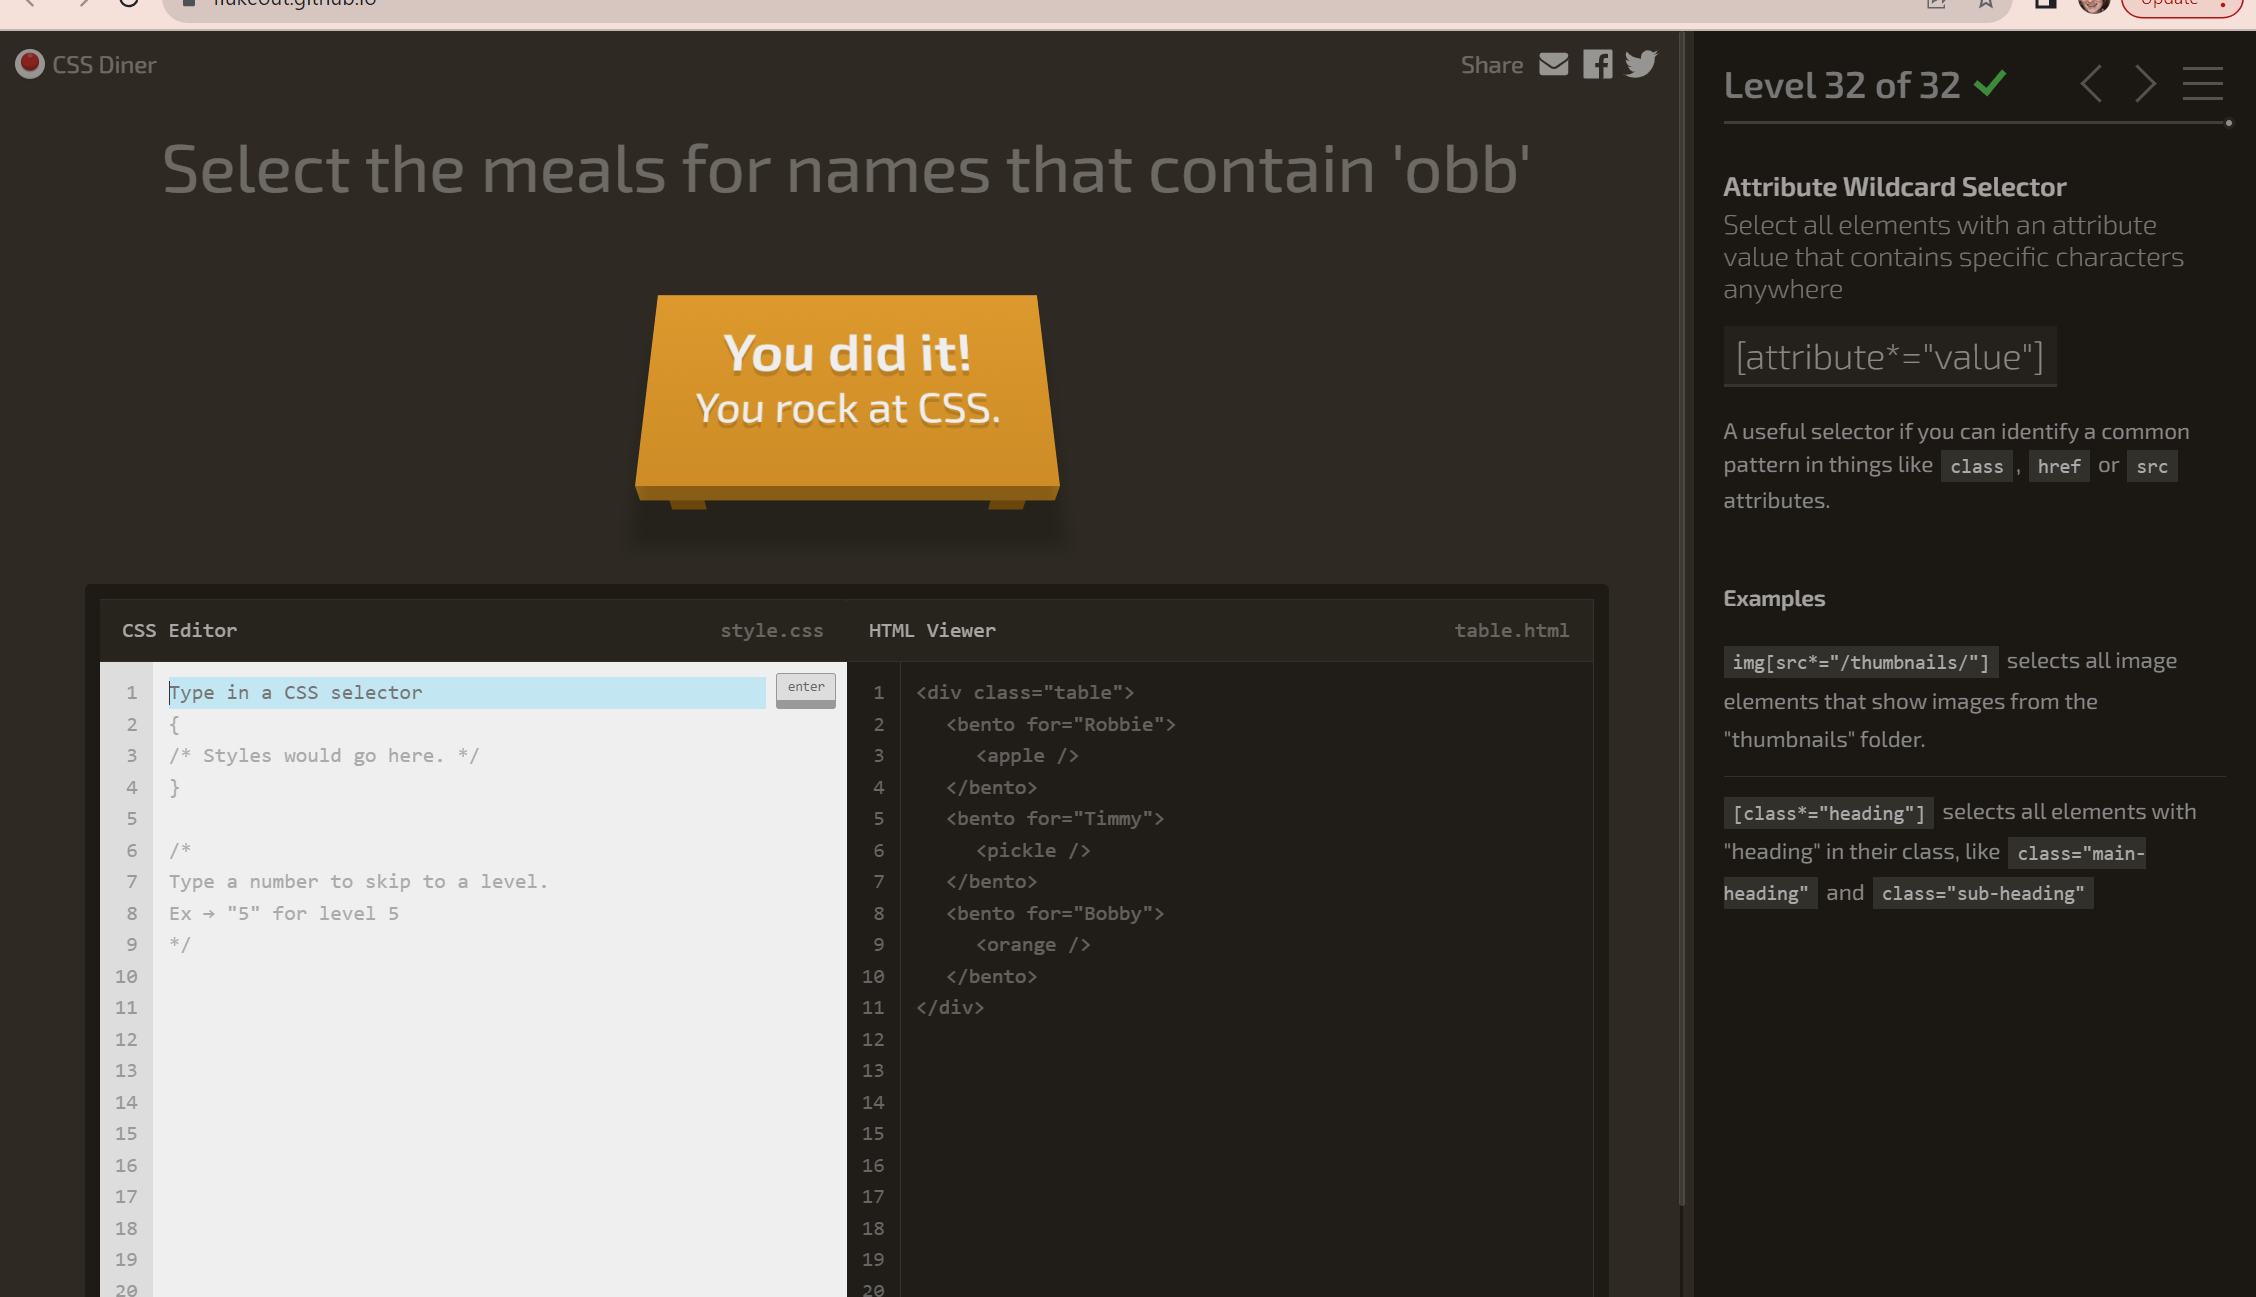 flukeout.github.io
Update
CSS Diner
Share
Select the meals for names that contain 'obb'
You did it!
You rock at CSS.
CSS Editor
style.css
HTML Viewer
table.html
1 Type in a CSS selector
enter
2 {
3 /* Styles would go here. */
4 }
5
6 /*
7 Type a number to skip to a level.
8 Ex → "5" for level 5
9 */
10
11
12
13
14
15
16
17
18
19
20
1 <div class="table">
2 <bento for="Robbie">
3 <apple />
4 </bento>
5 <bento for="Timmy">
6 <pickle />
7 </bento>
8 <bento for="Bobby">
9 <orange />
10 </bento>
11 </div>
12
13
14
15
16
17
18
19
20
Level 32 of 32
Attribute Wildcard Selector
Select all elements with an attribute
value that contains specific characters
anywhere
[attribute*="value"]
A useful selector if you can identify a common
pattern in things like class , href or src
attributes.
Examples
img[src*="/thumbnails/"] selects all image
elements that show images from the
"thumbnails" folder.
[class*="heading"] selects all elements with
"heading" in their class, like class="main-
heading" and class="sub-heading"